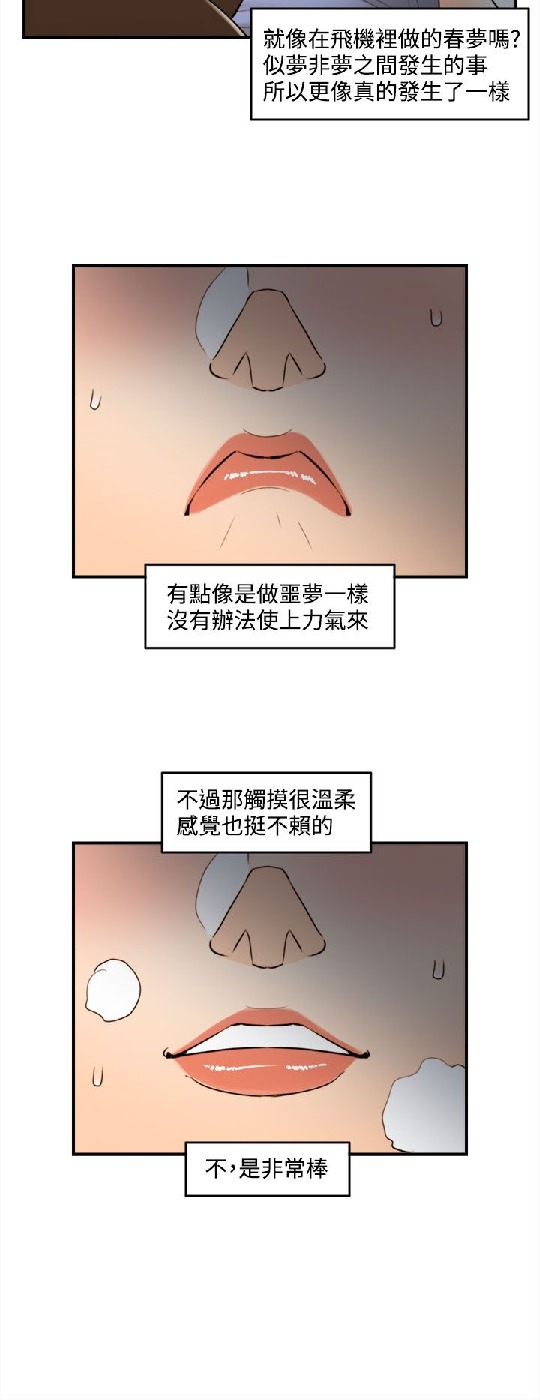 就像在飛機裡做的春夢嗎?
似夢非夢之間發生的事
所以更像真的發生了一樣
有點像是做噩夢一樣
沒有辦法使上力氣來
不過那觸摸很溫柔
感覺也挺不賴的
不,是非常棒